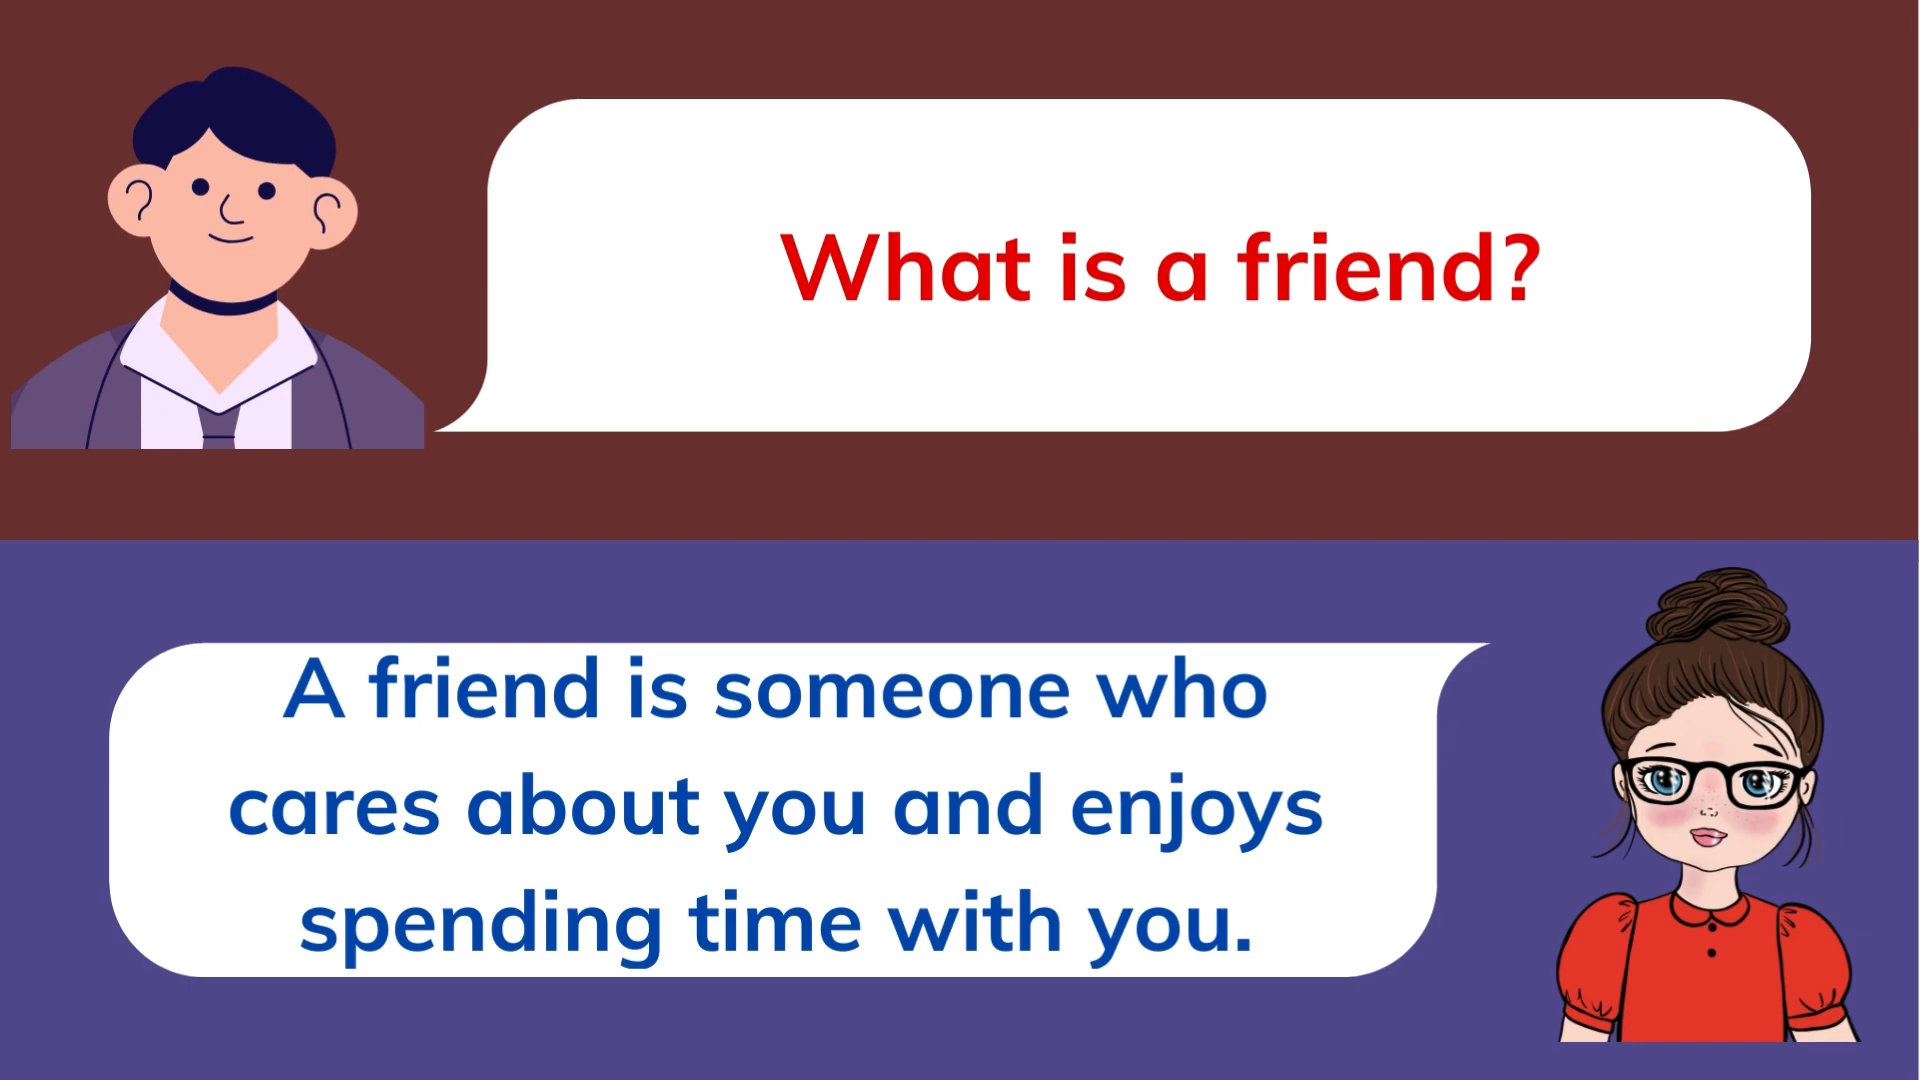 What is a friend?
A friend is someone who
cares about you and enjoys
spending time with you.